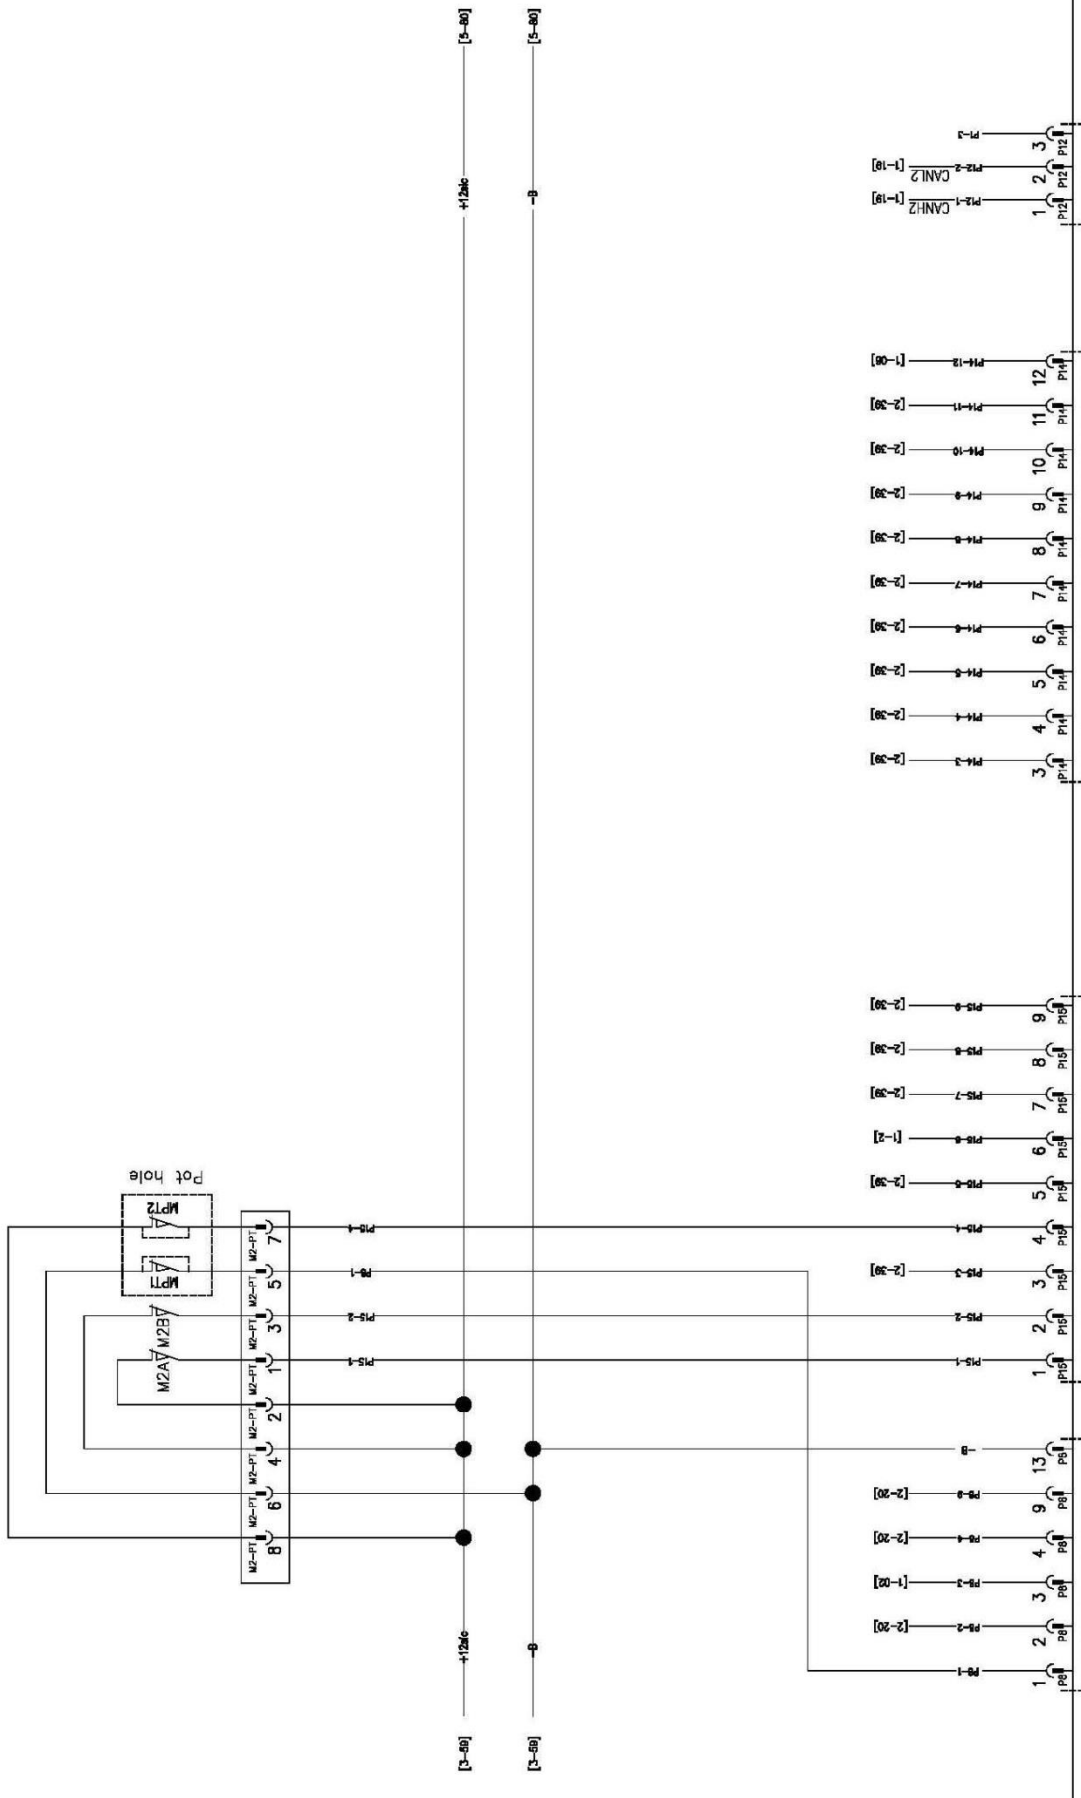 [5-80]
[5-80]
+12sic
-B
P1-3
3
P12
[1-19]
CANL2
P12-2
2
P12
[1-19]
CANH2
P12-1
1
P12
[1-08]
P14-12
12
P14
[2-39]
P14-11
11
P14
[2-39]
P14-10
10
P14
[2-39]
P14-9
9
P14
[2-39]
P14-8
8
P14
[2-39]
P14-7
7
P14
[2-39]
P14-6
6
P14
[2-39]
P14-5
5
P14
[2-39]
P14-4
4
P14
[2-39]
P14-3
3
P14
[2-39]
P15-9
9
P15
[2-39]
P15-8
8
P15
[2-39]
P15-7
7
P15
[1-2]
P15-6
6
P15
[2-39]
P15-5
5
P15
Pot hole
MPT2
M2-PT
7
P15-4
P15-4
4
P15
MPT1
M2-PT
5
P8-1
[2-39]
P15-3
3
P15
M2B
M2-PT
3
P15-2
P15-2
2
P15
M2A
M2-PT
1
P15-1
P15-1
1
P15
M2-PT
2
M2-PT
4
-B
13
P8
M2-PT
6
[2-20]
P8-9
9
P8
M2-PT
8
[2-20]
P8-4
4
P8
[1-02]
P8-3
3
P8
[2-20]
P8-2
2
P8
+12sic
-B
P8-1
1
P8
[3-59]
[3-59]